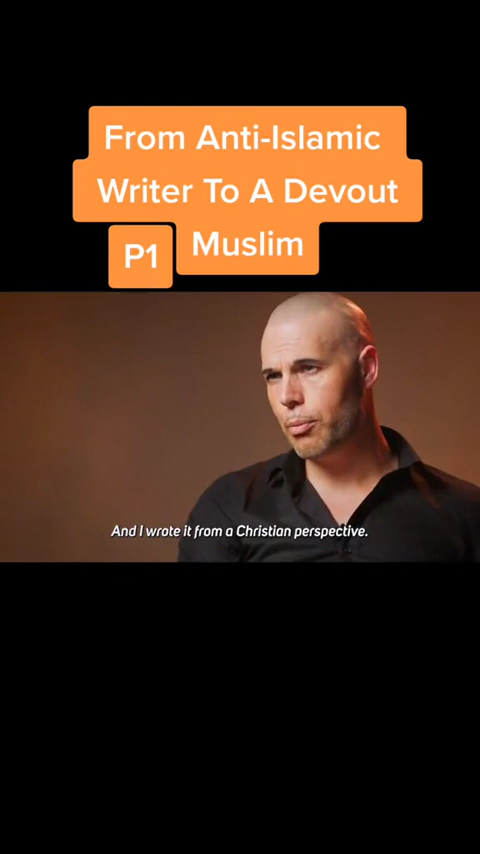 From Anti-Islamic
Writer To A Devout
Muslim
P1
And I wrote it from a Christian perspective.